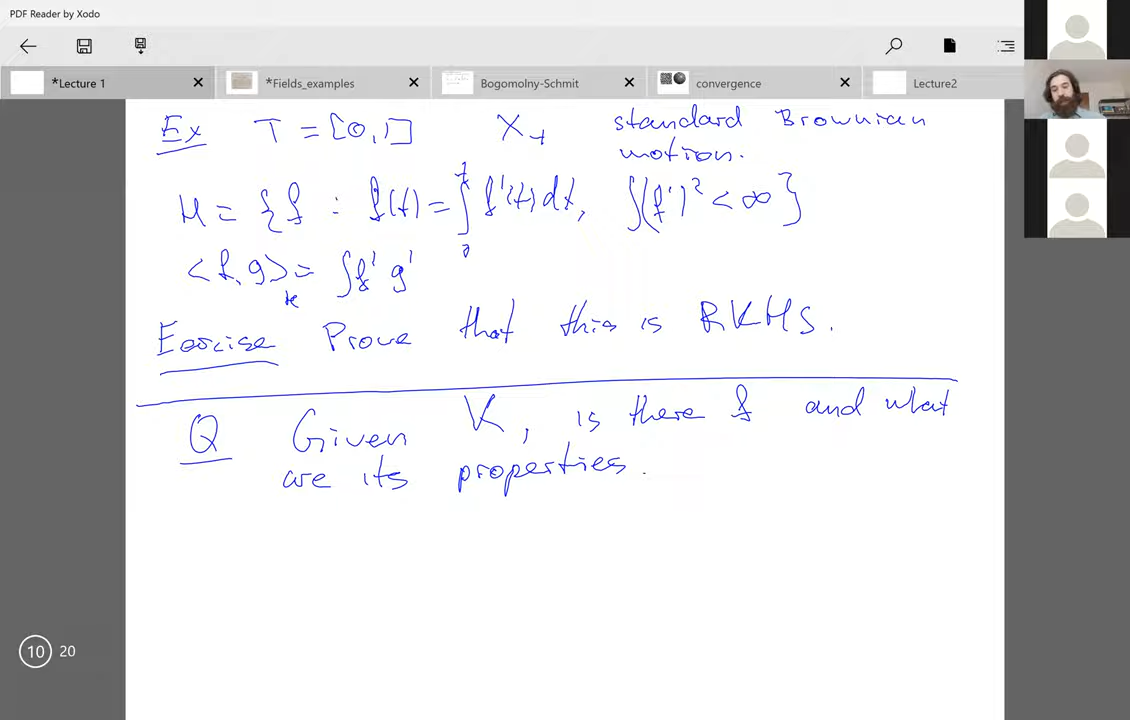 PDF Reader by Xodo
*Lecture 1
*Fields_examples
Bogomolny-Schmit
convergence
Lecture2
Ex T = [0,1] X_t standard Brownian
motion.
H = {f : f(t) = ∫_0^t f'(t)dt, ∫(f')² < ∞}
<f, g>_H = ∫f' g'
Exercise Prove that this is RKHS.
Q Given K, is there f and what
are its properties.
10 20